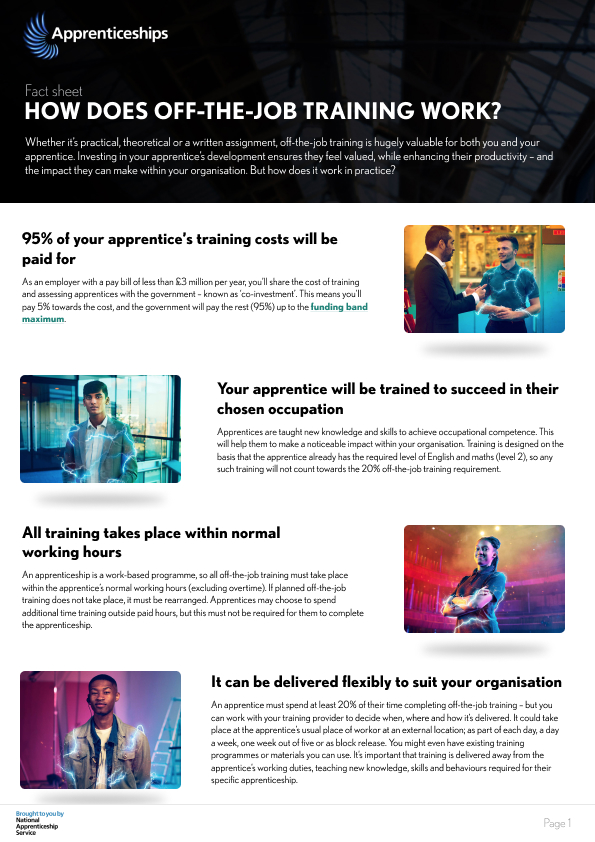 Apprenticeships
Fact sheet
HOW DOES OFF-THE-JOB TRAINING WORK?
Whether it's practical, theoretical or a written assignment, off-the-job training is hugely valuable for both you and your
apprentice. Investing in your apprentice's development ensures they feel valued, while enhancing their productivity – and
the impact they can make within your organisation. But how does it work in practice?
95% of your apprentice's training costs will be
paid for
As an employer with a pay bill of less than £3 million per year, you'll share the cost of training
and assessing apprentices with the government – known as 'co-investment'. This means you'll
pay 5% towards the cost, and the government will pay the rest (95%) up to the funding band
maximum.
Your apprentice will be trained to succeed in their
chosen occupation
Apprentices are taught new knowledge and skills to achieve occupational competence. This
will help them to make a noticeable impact within your organisation. Training is designed on the
basis that the apprentice already has the required level of English and maths (level 2), so any
such training will not count towards the 20% off-the-job training requirement.
All training takes place within normal
working hours
An apprenticeship is a work-based programme, so all off-the-job training must take place
within the apprentice's normal working hours (excluding overtime). If planned off-the-job
training does not take place, it must be rearranged. Apprentices may choose to spend
additional time training outside paid hours, but this must not be required for them to complete
the apprenticeship.
It can be delivered flexibly to suit your organisation
An apprentice must spend at least 20% of their time completing off-the-job training – but you
can work with your training provider to decide when, where and how it's delivered. It could take
place at the apprentice's usual place of workor at an external location; as part of each day, a day
a week, one week out of five or as block release. You might even have existing training
programmes or materials you can use. It's important that training is delivered away from the
apprentice's working duties, teaching new knowledge, skills and behaviours required for their
specific apprenticeship.
Brought to you by
National
Apprenticeship
Service
Page 1